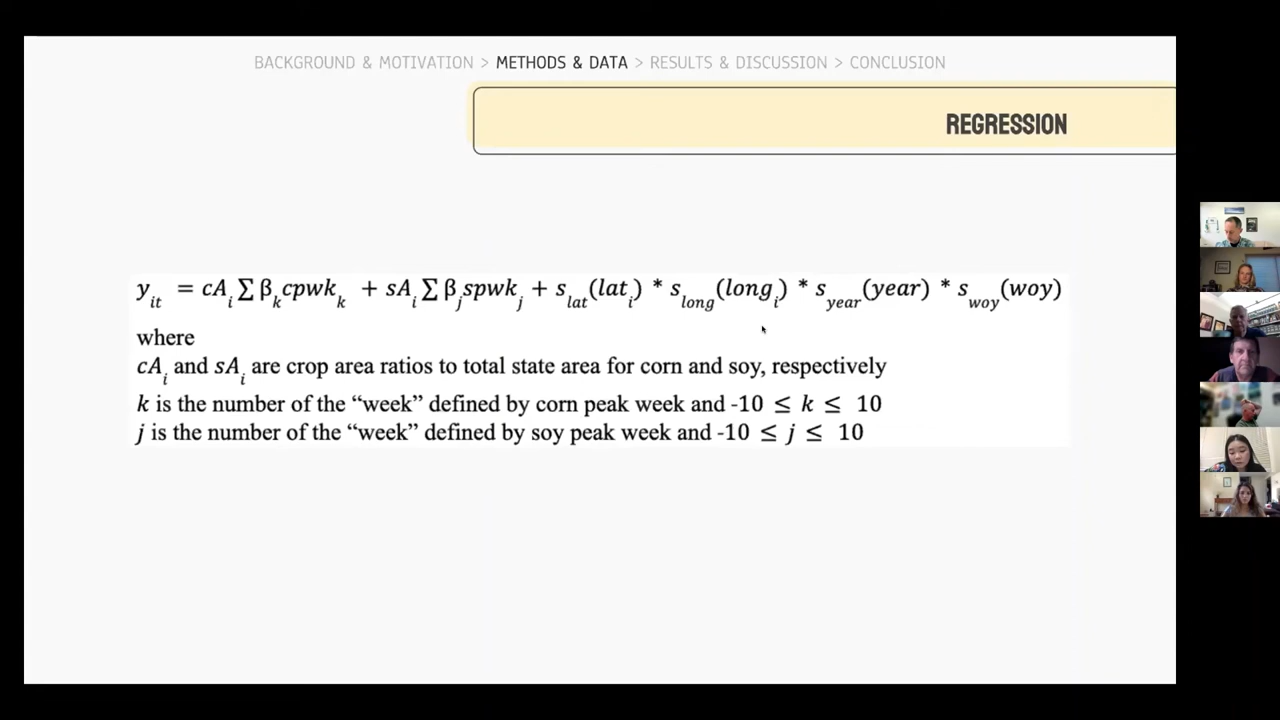 BACKGROUND & MOTIVATION > METHODS & DATA > RESULTS & DISCUSSION > CONCLUSION
REGRESSION
y_it = cA_i Σ β_k cpwk_k + sA_i Σ β_j spwk_j + s_lat(lat_i) * s_long(long_i) * s_year(year) * s_woy(woy)
where
cA_i and sA_i are crop area ratios to total state area for corn and soy, respectively
k is the number of the “week” defined by corn peak week and -10 ≤ k ≤ 10
j is the number of the “week” defined by soy peak week and -10 ≤ j ≤ 10